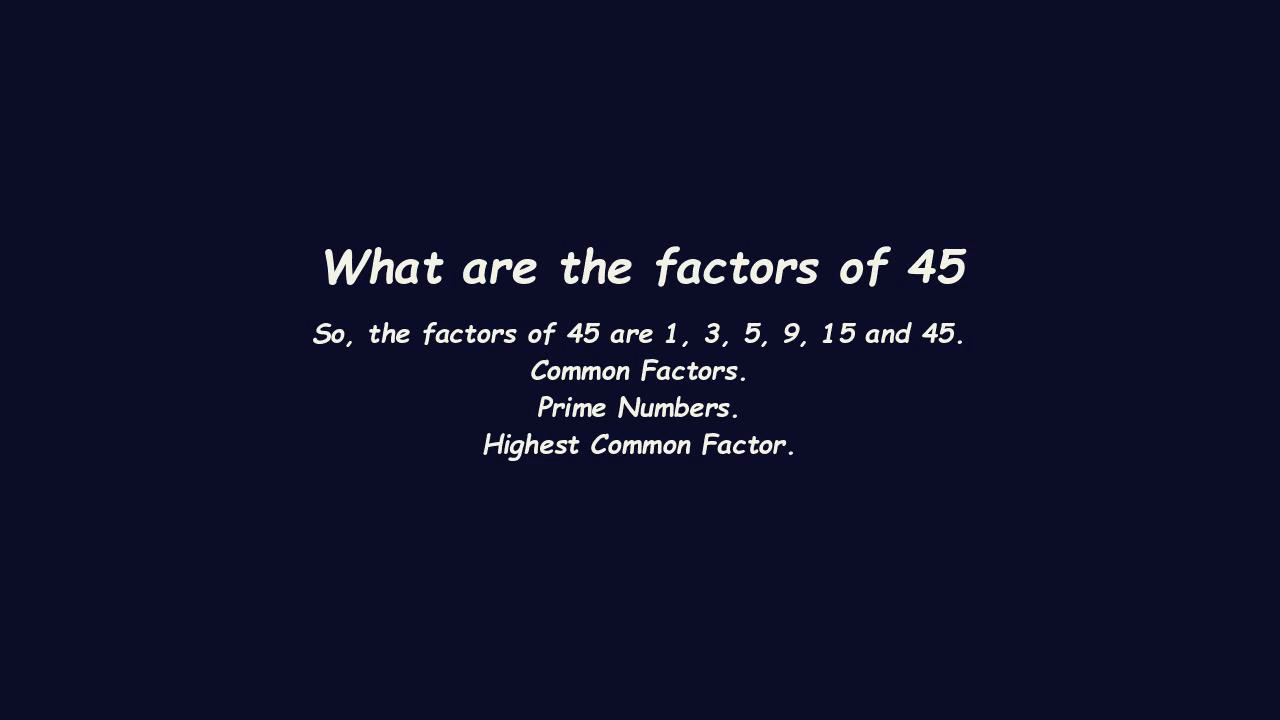 What are the factors of 45
So, the factors of 45 are 1, 3, 5, 9, 15 and 45.
Common Factors.
Prime Numbers.
Highest Common Factor.